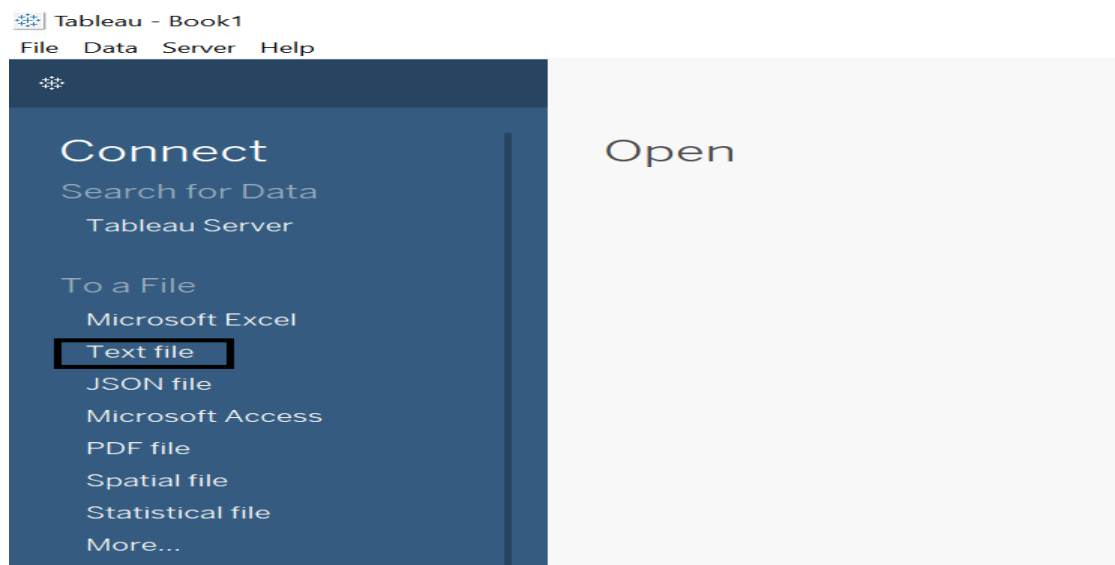 Tableau - Book1
File Data Server Help
Connect
Search for Data
Tableau Server
To a File
Microsoft Excel
Text file
JSON file
Microsoft Access
PDF file
Spatial file
Statistical file
More...
Open